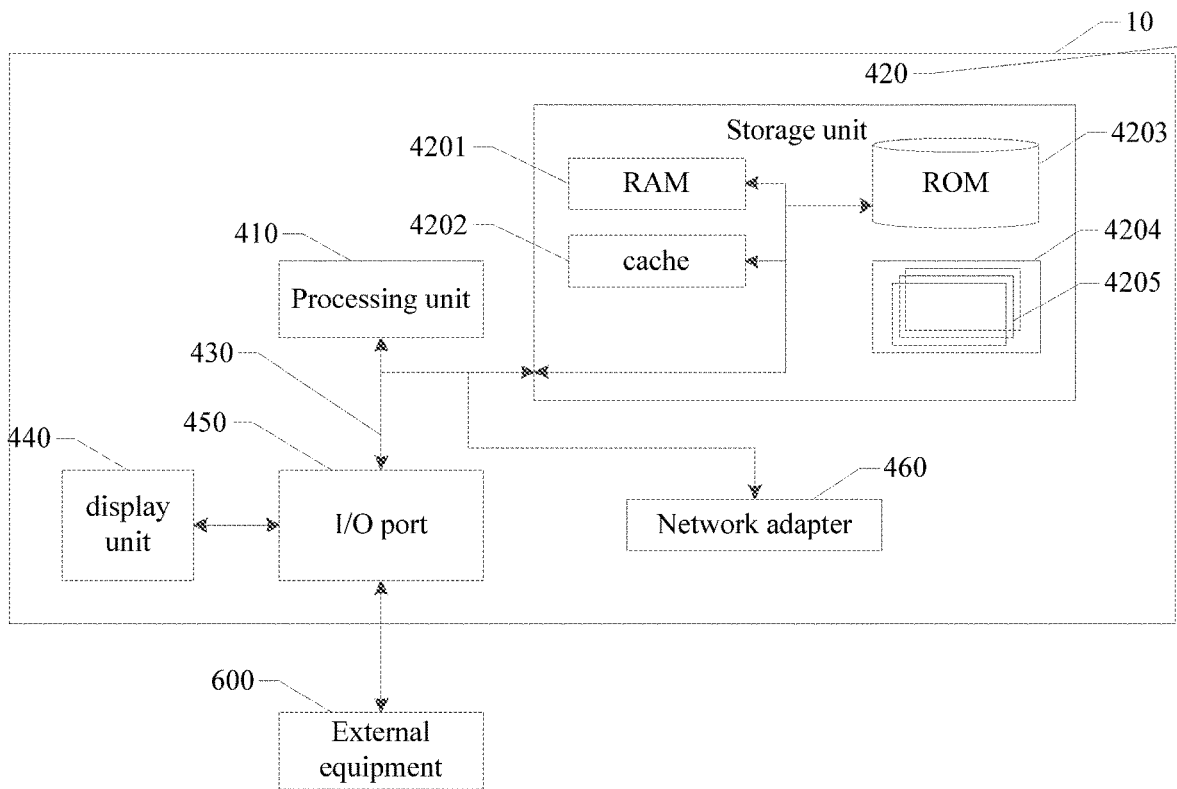 10
420
Storage unit
4201
RAM
4203
ROM
4202
cache
4204
4205
410
Processing unit
430
450
440
display
unit
I/O port
460
Network adapter
600
External
equipment